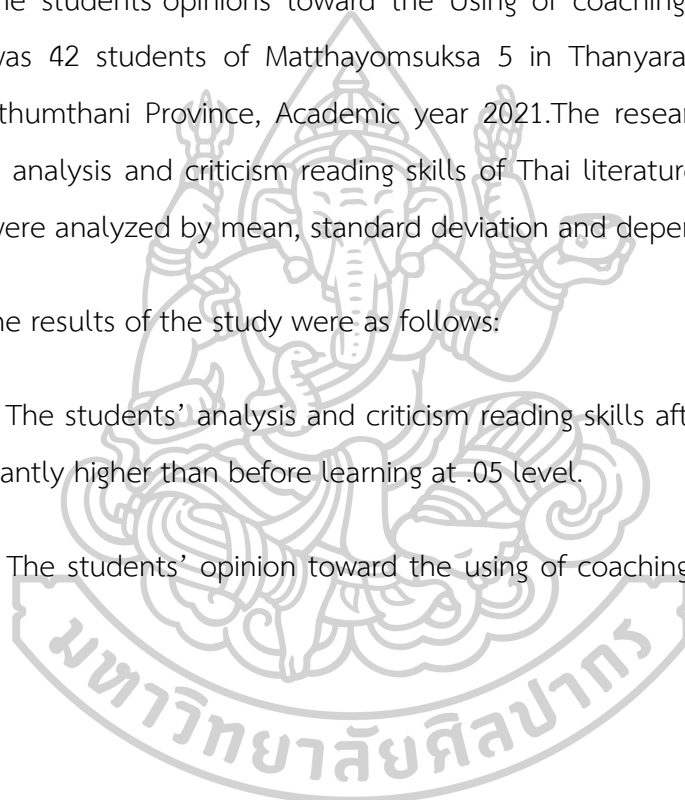 he students opinions toward the Using of coaching
was 42 students of Matthayomsuksa 5 in Thanyara
thumthani Province, Academic year 2021.The resear
analysis and criticism reading skills of Thai literature
were analyzed by mean, standard deviation and deper
he results of the study were as follows:
The students’ analysis and criticism reading skills aft
antly higher than before learning at .05 level.
The students’ opinion toward the using of coaching
มหาวิทยาลัยศิลปากร